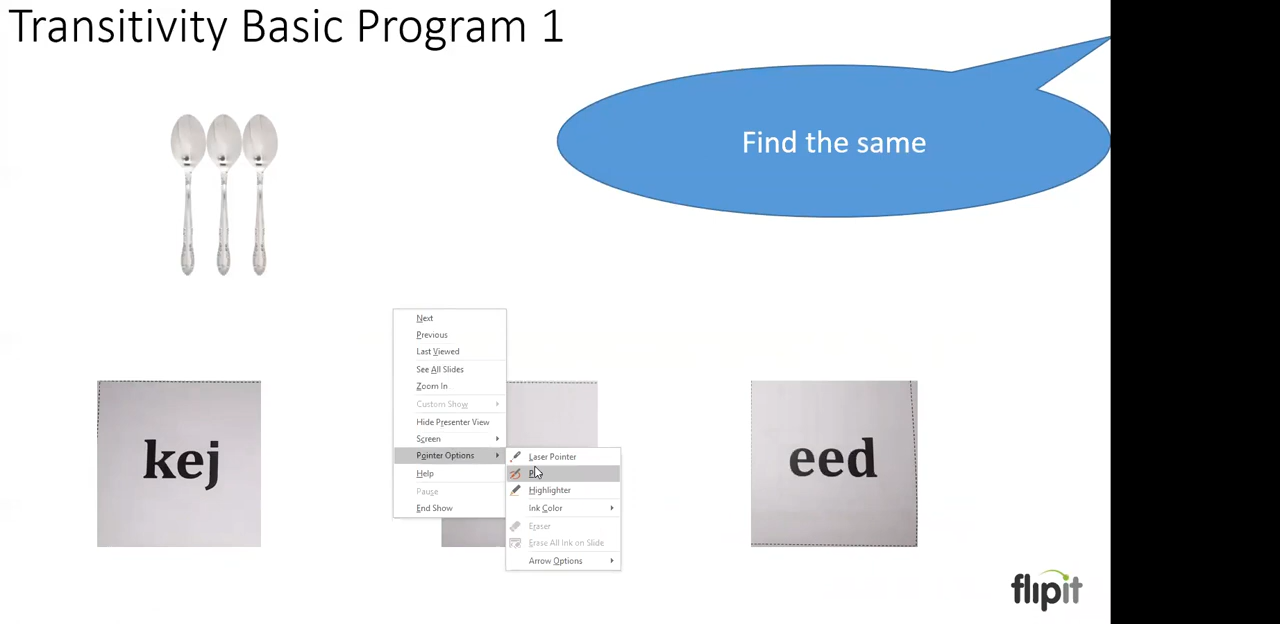 Transitivity Basic Program 1
Find the same
Next
Previous
Last Viewed
See All Slides
Zoom In
Custom Show
Hide Presenter View
Screen
Pointer Options
Help
Pause
End Show
Laser Pointer
Highlighter
Ink Color
Eraser
Erase All Ink on Slide
Arrow Options
kej
eed
flipit